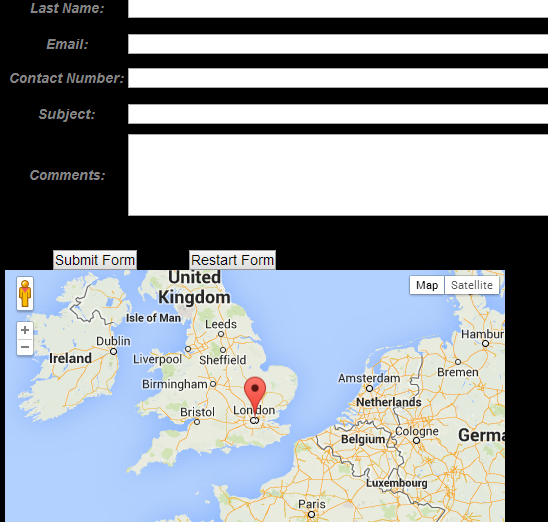 Last Name:
Email:
Contact Number:
Subject:
Comments:
Submit Form Restart Form
Map Satellite
United
Kingdom
Isle of Man
Leeds
Hambur
Dublin
Ireland
Liverpool Sheffield
Bremen
Birmingham
Amsterdam
Netherlands
London
Bristol
Cologne
Germa
Belgium
Luxembourg
Paris
+
−